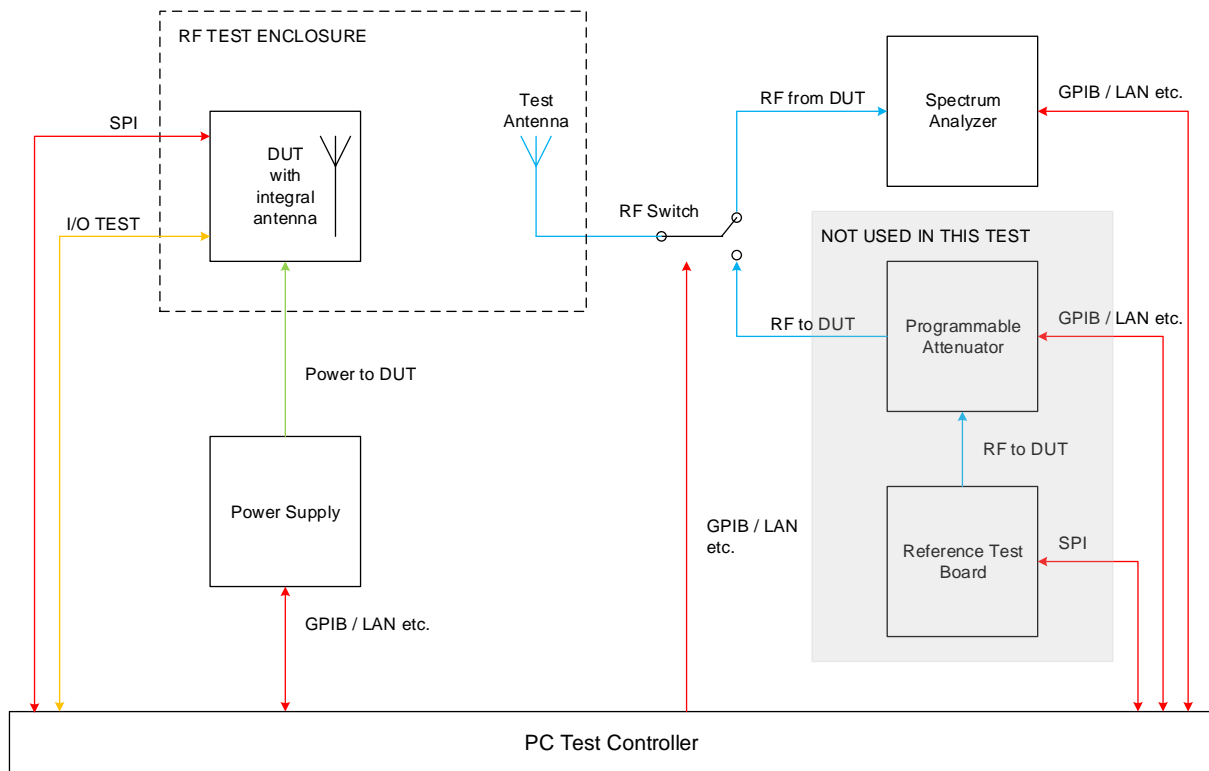 RF TEST ENCLOSURE
SPI
I/O TEST
DUT
with
integral
antenna
Test
Antenna
RF Switch
RF from DUT
Spectrum
Analyzer
GPIB / LAN etc.
NOT USED IN THIS TEST
RF to DUT
Programmable
Attenuator
GPIB / LAN etc.
RF to DUT
Reference Test
Board
SPI
Power to DUT
Power Supply
GPIB / LAN etc.
GPIB / LAN
etc.
PC Test Controller